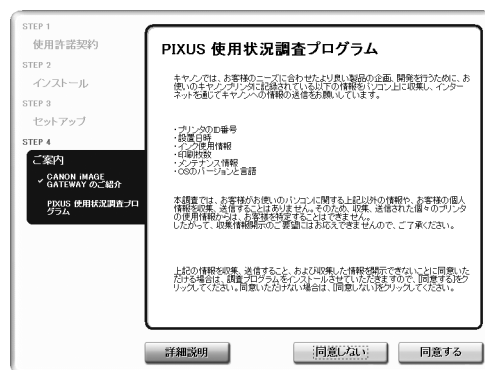 STEP 1
使用許諾契約
STEP 2
インストール
STEP 3
セットアップ
STEP 4
ご案内
CANON iMAGE
GATEWAY のご紹介
PIXUS 使用状況調査プロ
グラム
PIXUS 使用状況調査プログラム
キヤノンでは、お客様のニーズに合わせたより良い製品の企画、開発を行うために、お
使いのキヤノンプリンタに記録されている以下の情報をパソコン上に収集し、インター
ネットを通じてキヤノンへの情報の送信をお願いしています。
・プリンタのID番号
・設置日時
・インク使用情報
・印刷枚数
・メンテナンス情報
・OSのバージョンと言語
本調査では、お客様がお使いのパソコンに関する上記以外の情報や、お客様の個人
情報を収集、送信することはありません。そのため、収集、送信された個々のプリンタ
の使用情報からは、お客様を特定することはできません。
したがって、収集情報開示のご要望にはお応えできませんので、ご了承ください。
上記の情報を収集、送信すること、および収集した情報を開示できないことに同意いた
だける場合は、調査プログラムをインストールさせていただきますので、[同意する]をク
リックしてください。同意いただけない場合は、[同意しない]をクリックしてください。
詳細説明
同意しない
同意する